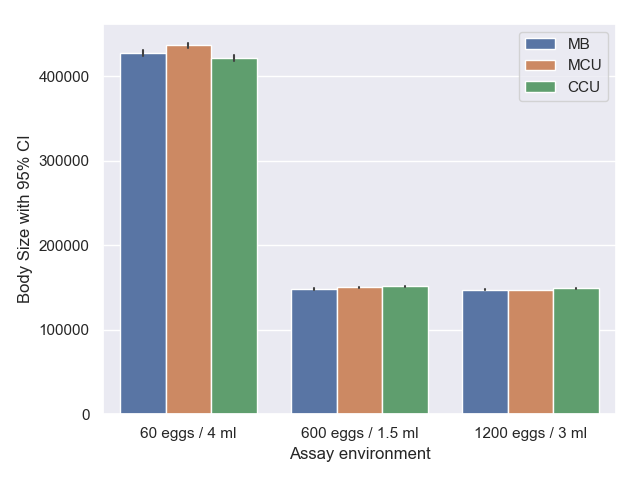 MB
MCU
CCU
400000
300000
200000
100000
0
Body Size with 95% CI
60 eggs / 4 ml
600 eggs / 1.5 ml
1200 eggs / 3 ml
Assay environment